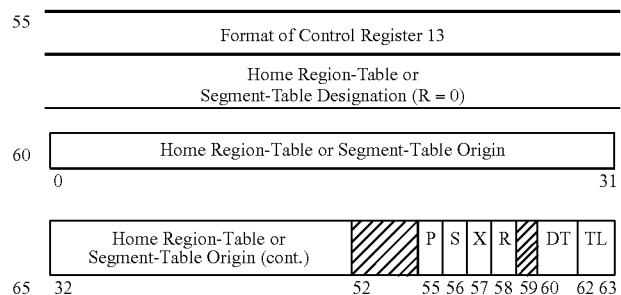 55
Format of Control Register 13
Home Region-Table or
Segment-Table Designation (R = 0)
60
Home Region-Table or Segment-Table Origin
0 31
Home Region-Table or
Segment-Table Origin (cont.)
P S X R DT TL
65
32 52 55 56 57 58 59 60 62 63